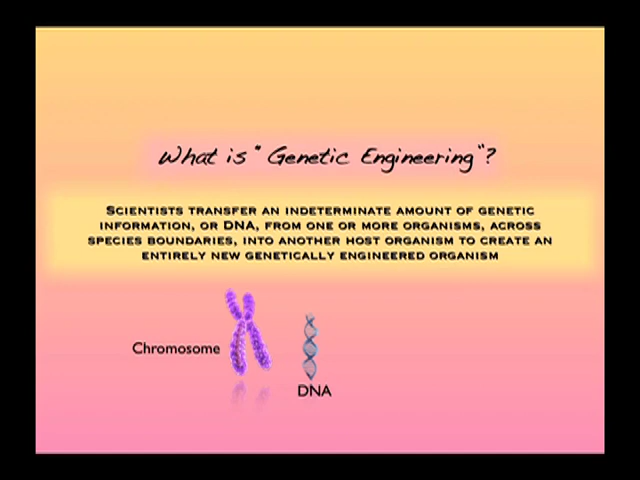 What is "Genetic Engineering"?
Scientists transfer an indeterminate amount of genetic
information, or DNA, from one or more organisms, across
species boundaries, into another host organism to create an
entirely new genetically engineered organism
Chromosome
DNA